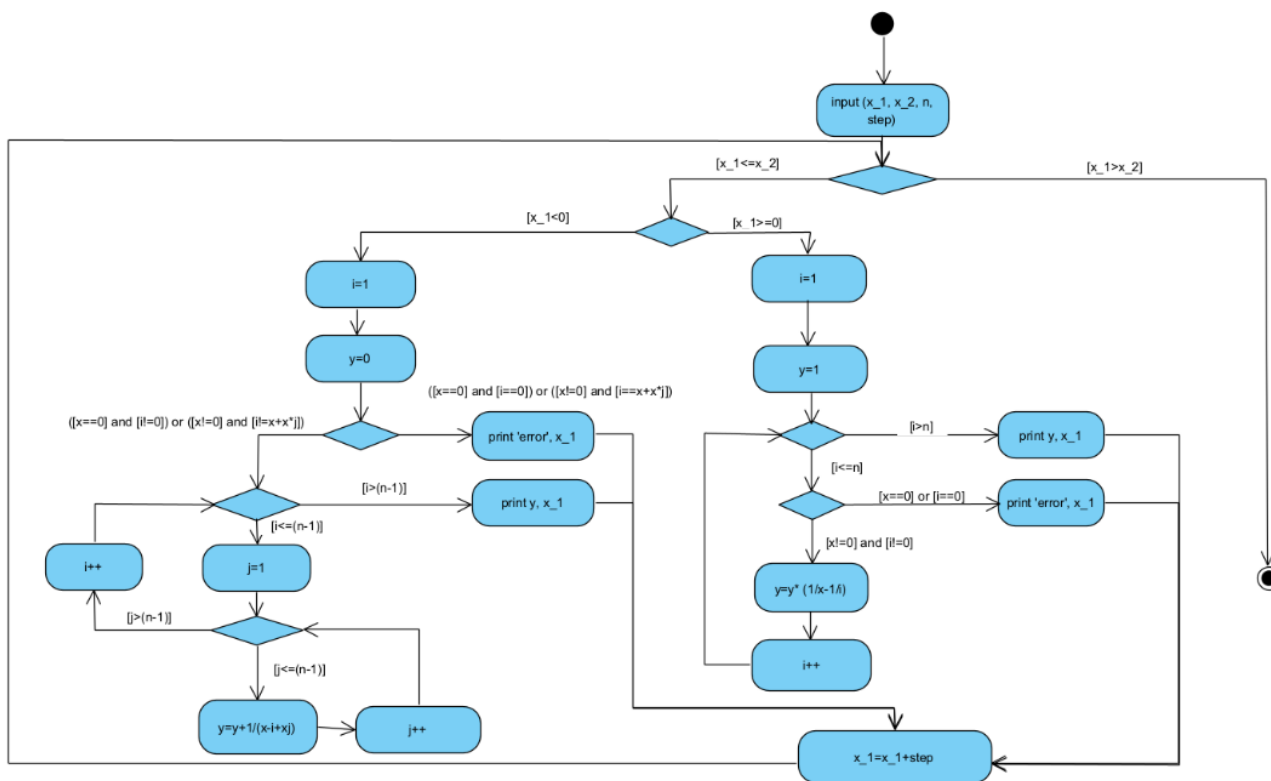 input (x_1, x_2, n,
step)
[x_1<=x_2]
[x_1>x_2]
[x_1<0]
[x_1>=0]
i=1
i=1
y=0
y=1
([x==0] and [i==0]) or ([x!=0] and [i==x+x*j])
([x==0] and [i!=0]) or ([x!=0] and [i!=x+x*j])
print 'error', x_1
[i>n]
print y, x_1
[i<=n]
[i>(n-1)]
print y, x_1
[x==0] or [i==0]
print 'error', x_1
[i<=(n-1)]
[x!=0] and [i!=0]
i++
j=1
y=y* (1/x-1/i)
[j>(n-1)]
[j<=(n-1)]
i++
y=y+1/(x-i+xj)
j++
x_1=x_1+step